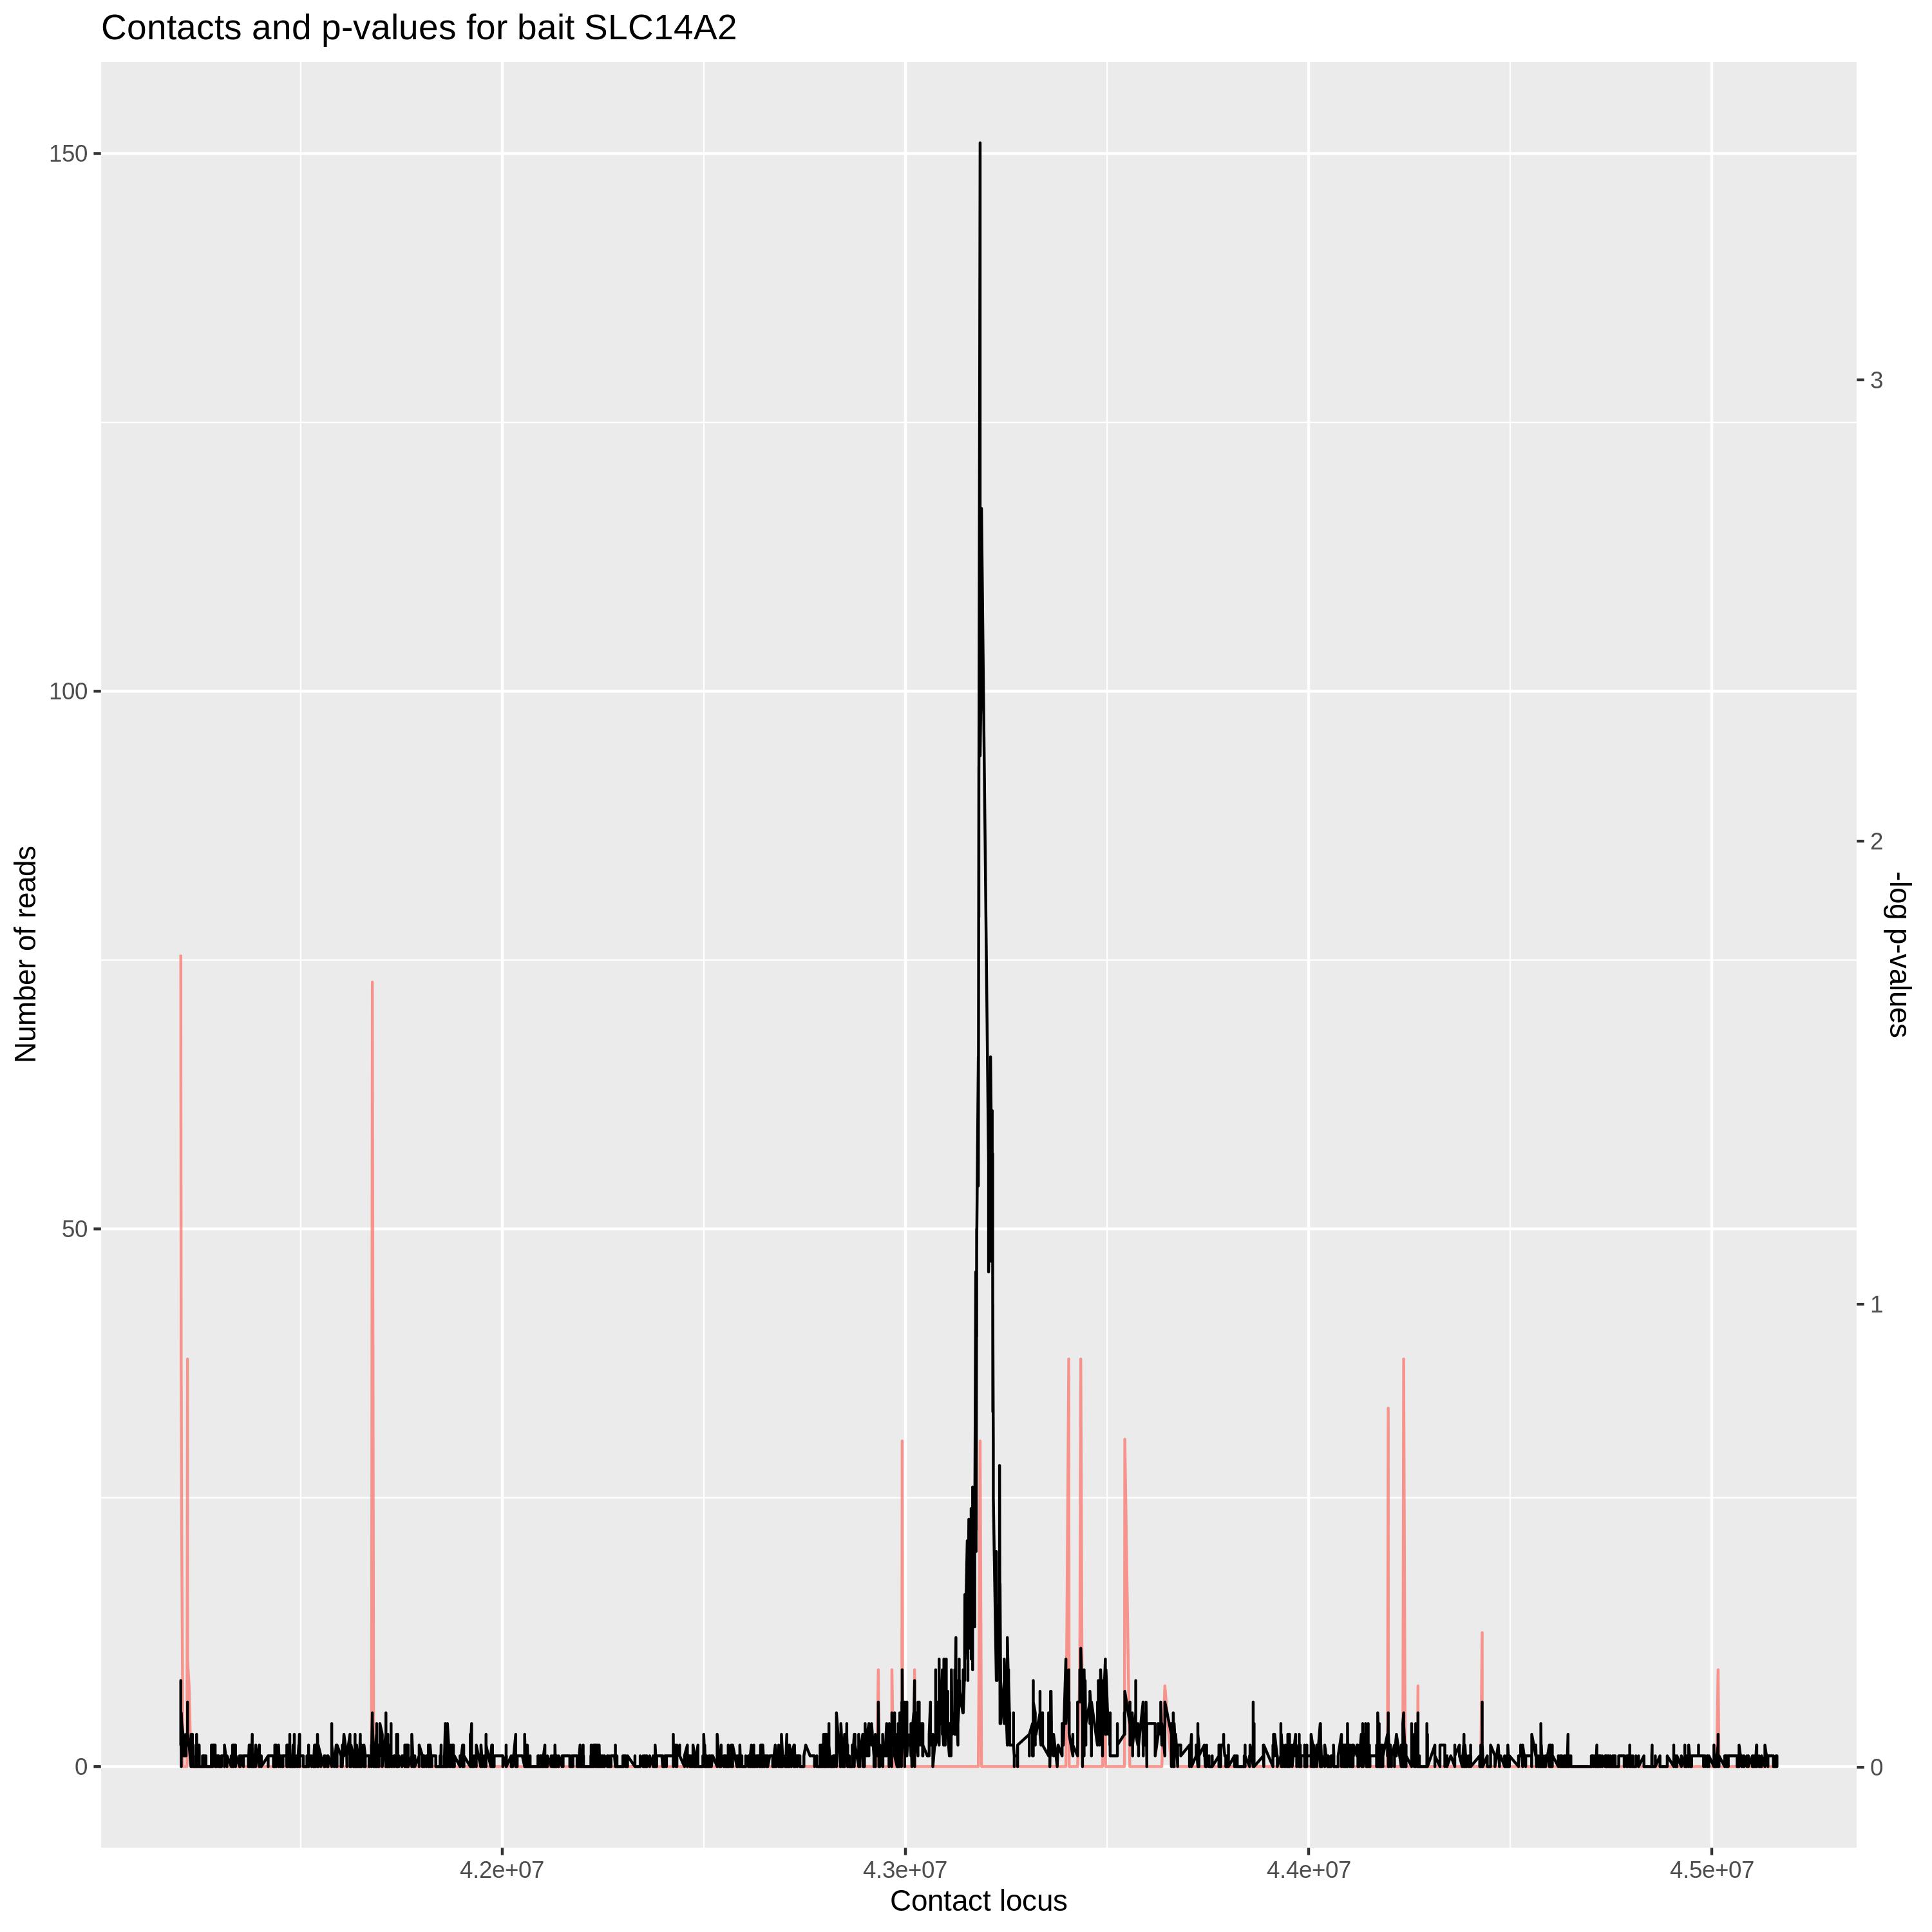 Contacts and p-values for bait SLC14A2
150
100
50
0
Number of reads
3
2
1
0
-log p-values
4.2e+07
4.3e+07
4.4e+07
4.5e+07
Contact locus